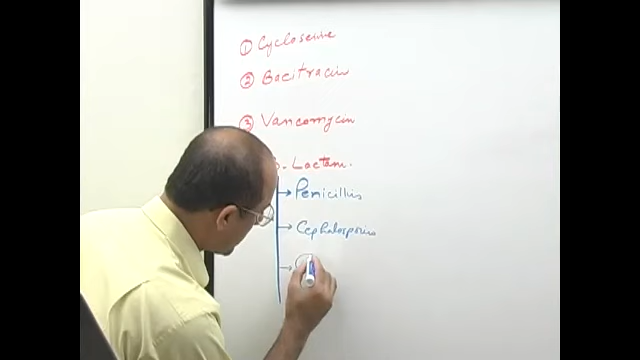 ① Cycloserine
② Bacitracin
③ Vancomycin
. Lactam.
→ Penicillins
→ Cephalosporins
→ C